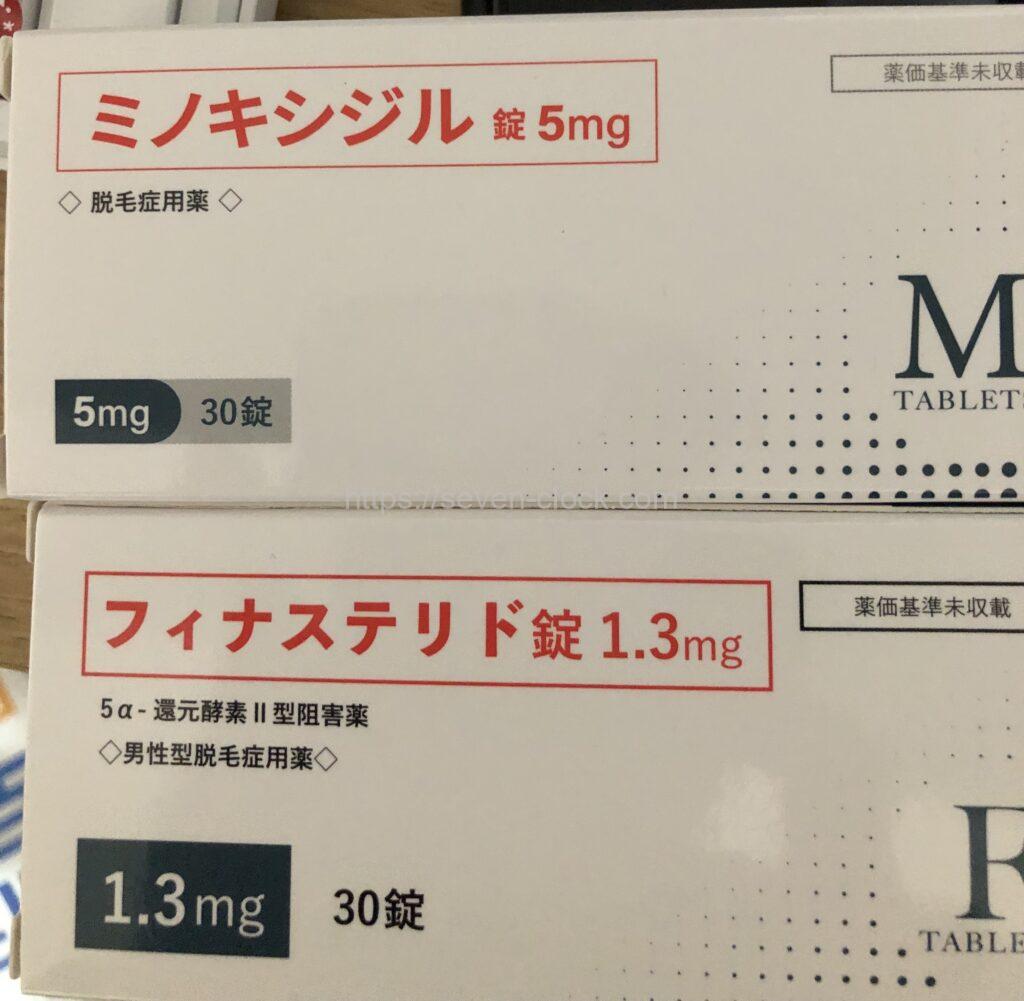 ミノキシジル 錠 5mg
薬価基準未収載
◇ 脱毛症用薬 ◇
M
TABLETS
5mg 30錠
https://seven-clock.com
フィナステリド錠 1.3mg
薬価基準未収載
5α-還元酵素Ⅱ型阻害薬
◇男性型脱毛症用薬◇
1.3mg 30錠
TABLE